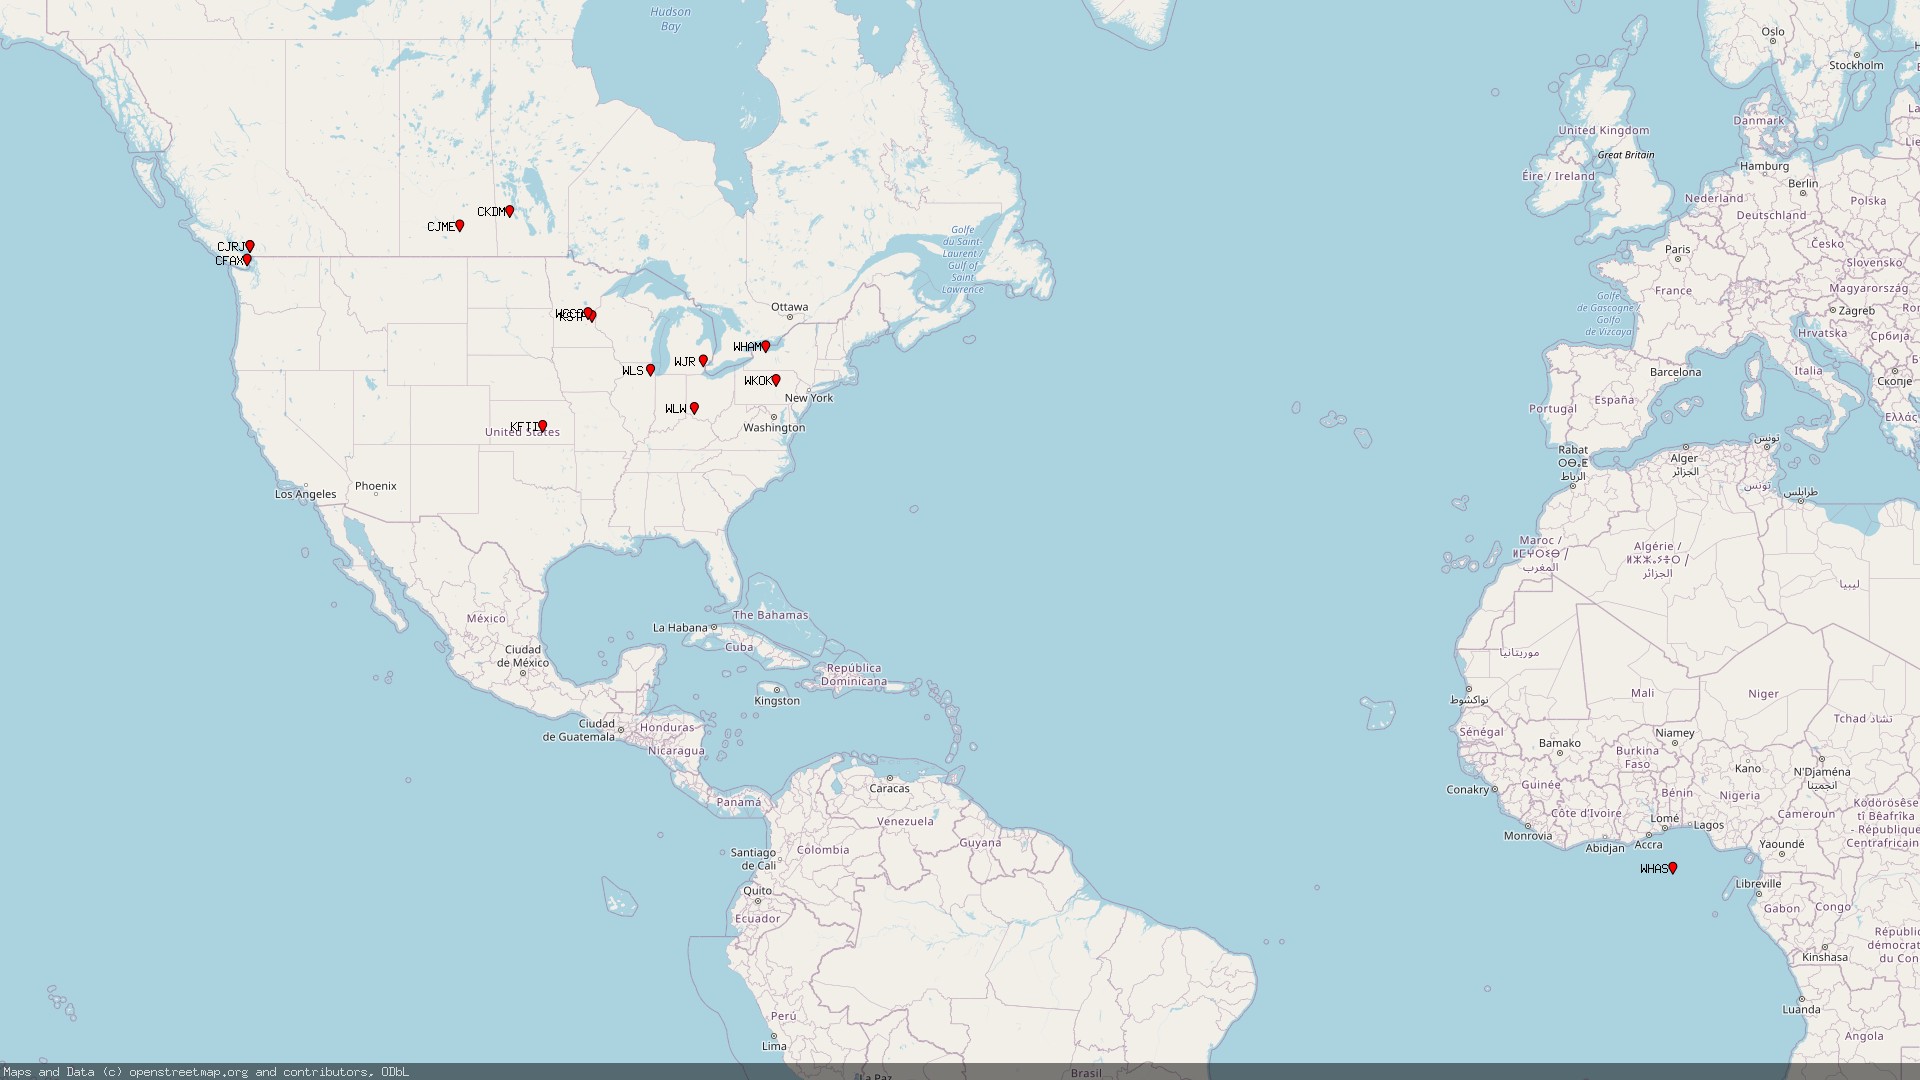 Hudson
Bay
Oslo
Stockholm
Danmark
United Kingdom
Great Britain
Hamburg
Éire / Ireland
Berlin
Nederland
Polska
Deutschland
CKDM
CJME
Golfe
du Saint-
Laurent /
Gulf of
Saint
Lawrence
CJRJ
CFAX
Paris
Česko
Slovensko
France
Magyarország
Golfe
de Gascogne /
Golfo
de Vizcaya
Zagreb
Hrvatska
Србија
Ottawa
KSTP
WHAM
WJR
WLS
WKOK
New York
Barcelona
Italia
Скопје
España
Portugal
WLW
Washington
KFTI
United States
Rabat
ⵔⴱⴰⵟ
الرباط
Alger
الجزائر
تونس
تونس
طرابلس
Los Angeles
Phoenix
Maroc /
ⵍⵎⵖⵔⵉⴱ /
المغرب
Algérie /
ⵍⵣⵣⴰⵢⴻⵔ /
الجزائر
ليبيا
México
The Bahamas
La Habana
Cuba
Ciudad
de México
República
Dominicana
Kingston
موريتانيا
نواكشوط
Mali
Niger
Tchad تشاد
Ciudad
de Guatemala
Honduras
Nicaragua
Sénégal
Bamako
Niamey
Burkina
Faso
Kano
N'Djaména
انجمينا
Caracas
Conakry
Guinée
Bénin
Nigeria
Panamá
Venezuela
Côte d'Ivoire
Lomé
Lagos
Cameroun
Ködörösêse
tî Bêafrîka
- République
Centrafricaine
Monrovia
Abidjan
Accra
Yaoundé
Colombia
Guyana
Santiago
de Cali
WHAS
Quito
Ecuador
Libreville
Gabon
Congo
Kinshasa
Luanda
Angola
Perú
Lima
La Paz
Brasil
Maps and Data (c) openstreetmap.org and contributors, ODbL